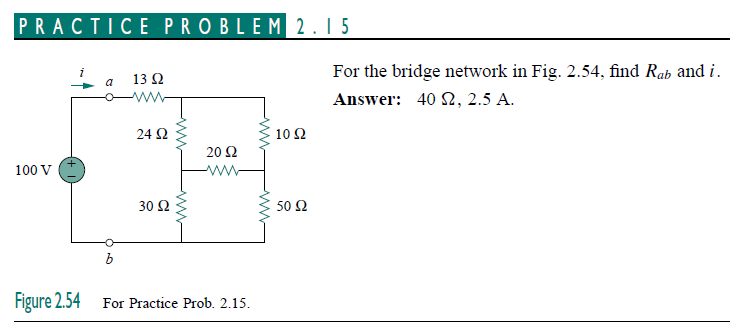 PRACTICE PROBLEM 2.15
For the bridge network in Fig. 2.54, find Rab and i.
Answer: 40 Ω, 2.5 A.
i
a
13 Ω
24 Ω
10 Ω
20 Ω
100 V
+
−
30 Ω
50 Ω
b
Figure 2.54 For Practice Prob. 2.15.